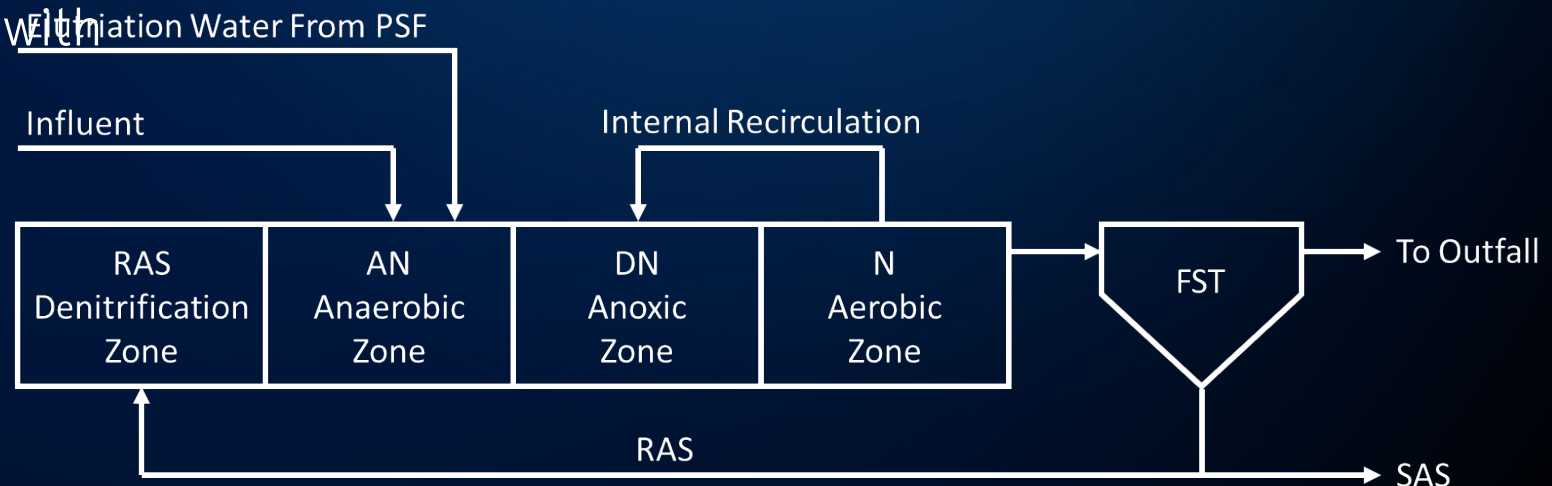 with
Elutriation Water From PSF
Influent
Internal Recirculation
RAS
Denitrification
Zone
AN
Anaerobic
Zone
DN
Anoxic
Zone
N
Aerobic
Zone
FST
To Outfall
RAS
SAS